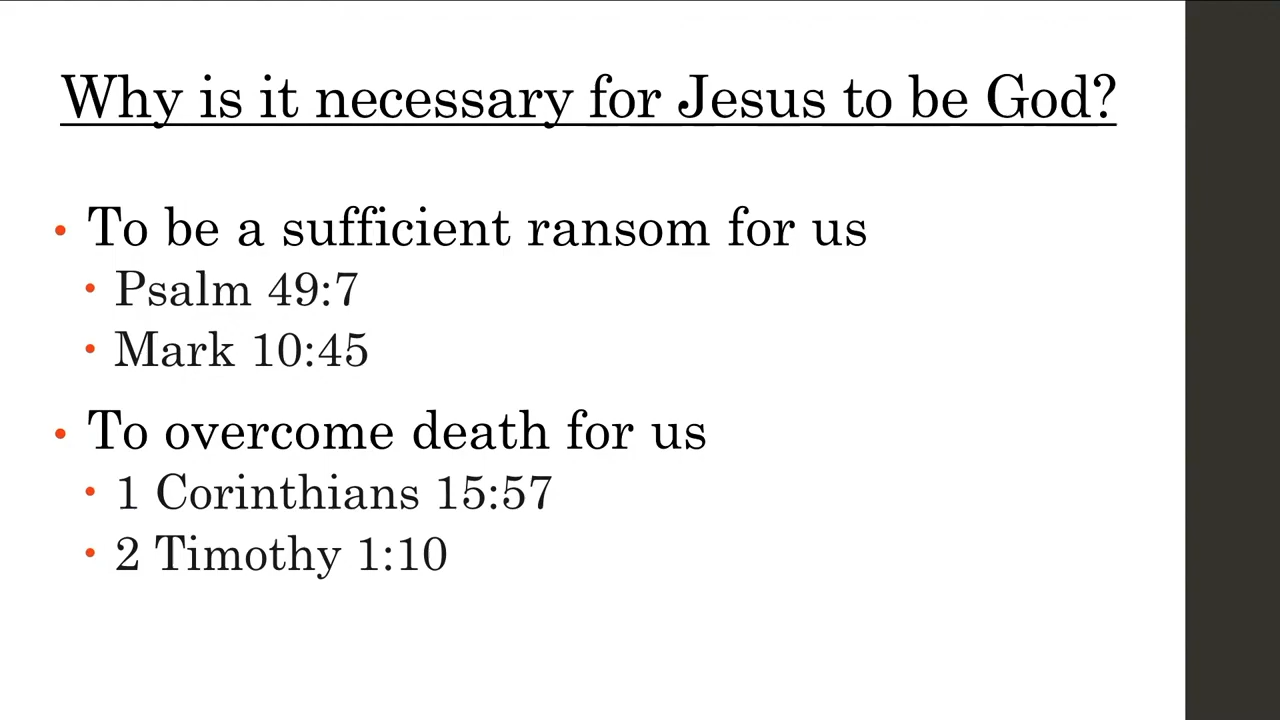 Why is it necessary for Jesus to be God?
• To be a sufficient ransom for us
• Psalm 49:7
• Mark 10:45
• To overcome death for us
• 1 Corinthians 15:57
• 2 Timothy 1:10